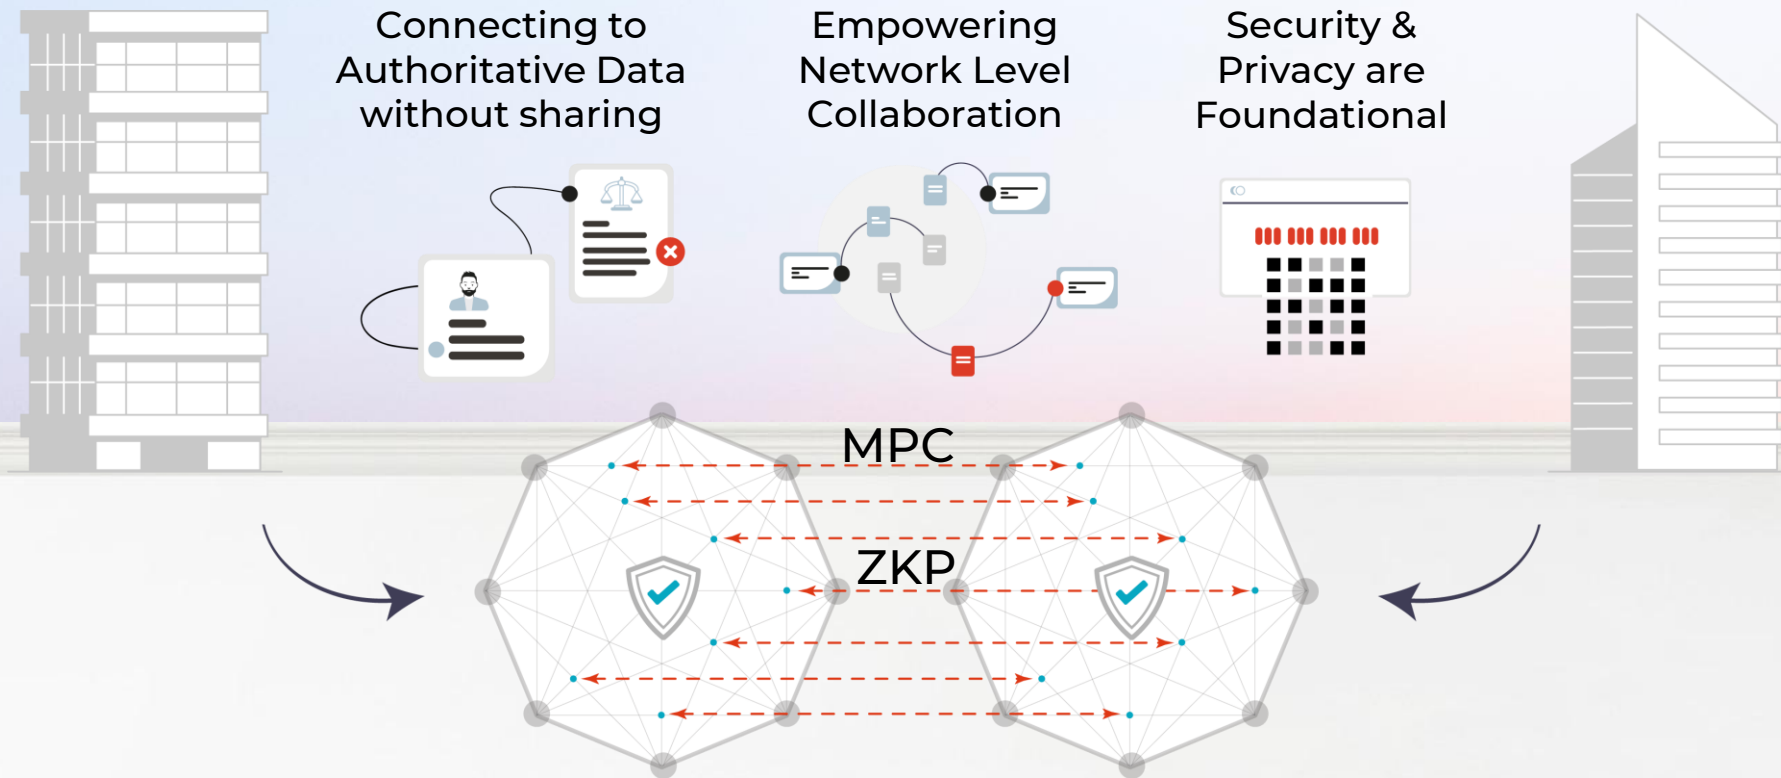 Connecting to
Authoritative Data
without sharing
Empowering
Network Level
Collaboration
Security &
Privacy are
Foundational
MPC
ZKP